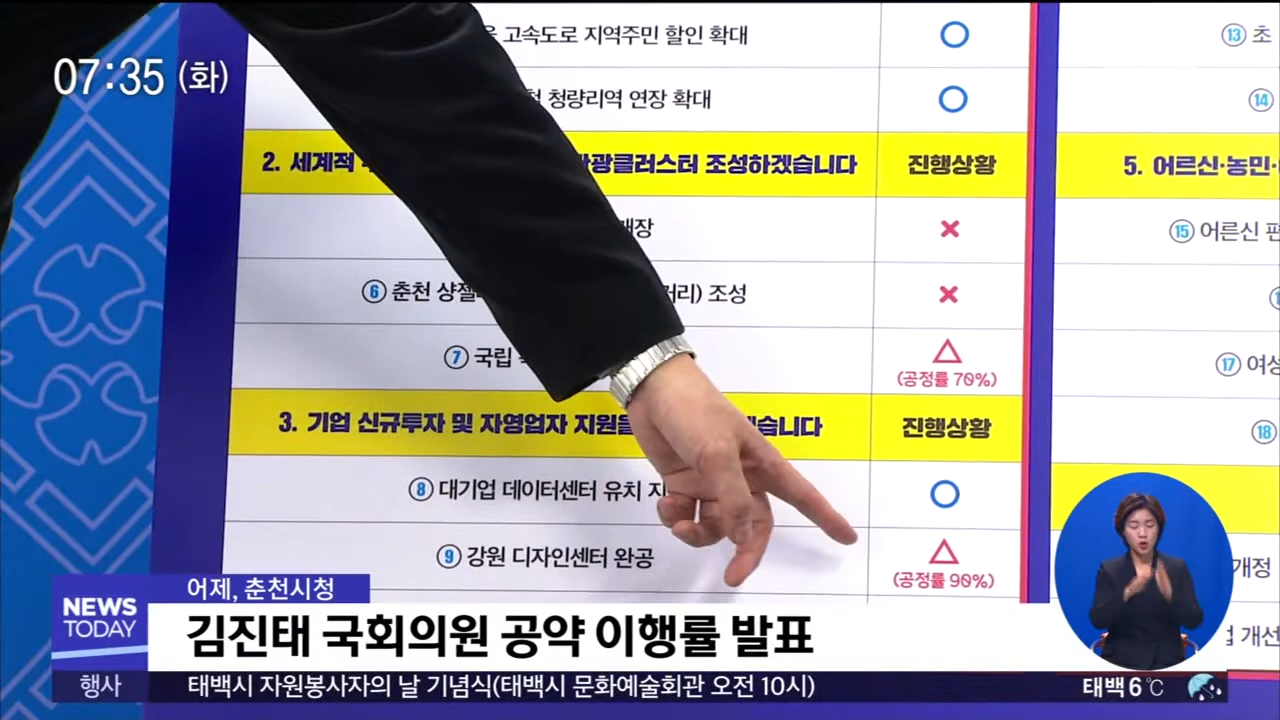 07:35 (화)
고속도로 지역주민 할인 확대
청량리역 연장 확대
2. 세계적 관광클러스터 조성하겠습니다 진행상황
개장
⑥ 춘천 샹젤 거리) 조성
⑦ 국립
(공정률 70%)
3. 기업 신규투자 및 자영업자 지원을 진행상황
⑧ 대기업 데이터센터 유치
⑨ 강원 디자인센터 완공
(공정률 90%)
⑬ 초
⑭
5. 어르신·농민·
⑮ 어른신 편
⑰ 여성
⑱
개정
개선
어제, 춘천시청
NEWS
TODAY
김진태 국회의원 공약 이행률 발표
행사 태백시 자원봉사자의 날 기념식(태백시 문화예술회관 오전 10시)
태백 6℃